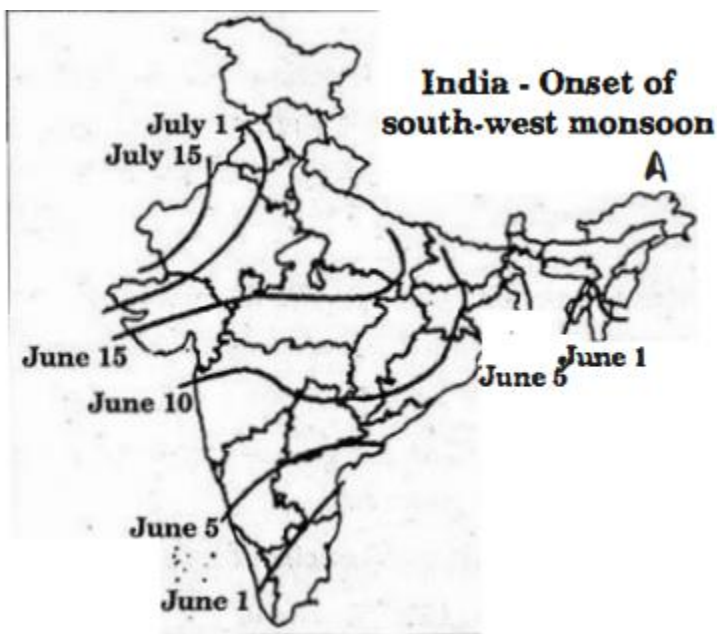 India - Onset of
south-west monsoon
A
July 1
July 15
June 15
June 10
June 5
June 1
June 5
June 1